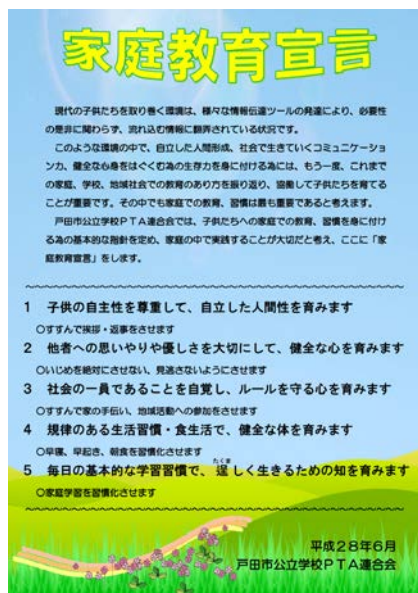 家庭教育宣言
現代の子供たちを取り巻く環境は、様々な情報伝達ツールの発達により、必要性
の是非に関わらず、流れ込む情報に翻弄されている状況です。
このような環境の中で、自立した人間形成、社会で生きていくコミュニケーショ
ン力、健全な心身をはぐくむ為の生存力を身に付ける為には、もう一度、これまで
の家庭、学校、地域社会での教育のあり方を振り返り、協働して子供たちを育てる
ことが重要です。その中でも家庭での教育、習慣は最も重要であると考えます。
戸田市公立学校PTA連合会では、子供たちへの家庭での教育、習慣を身に付け
る為の基本的な指針を定め、家庭の中で実践することが大切だと考え、ここに「家
庭教育宣言」をします。
1 子供の自主性を尊重して、自立した人間性を育みます
○すすんで挨拶・返事をさせます
2 他者への思いやりや優しさを大切にして、健全な心を育みます
○いじめを絶対にさせない、見逃さないようにさせます
3 社会の一員であることを自覚し、ルールを守る心を育みます
○すすんで家の手伝い、地域活動への参加をさせます
4 規律のある生活習慣・食生活で、健全な体を育みます
○早寝、早起き、朝食を習慣化させます
たくま
5 毎日の基本的な学習習慣で、逞しく生きるための知を育みます
○家庭学習を習慣化させます
平成28年6月
戸田市公立学校PTA連合会